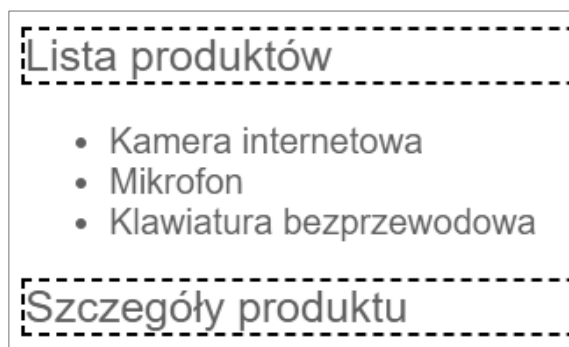 Lista produktów
• Kamera internetowa
• Mikrofon
• Klawiatura bezprzewodowa
Szczegóły produktu